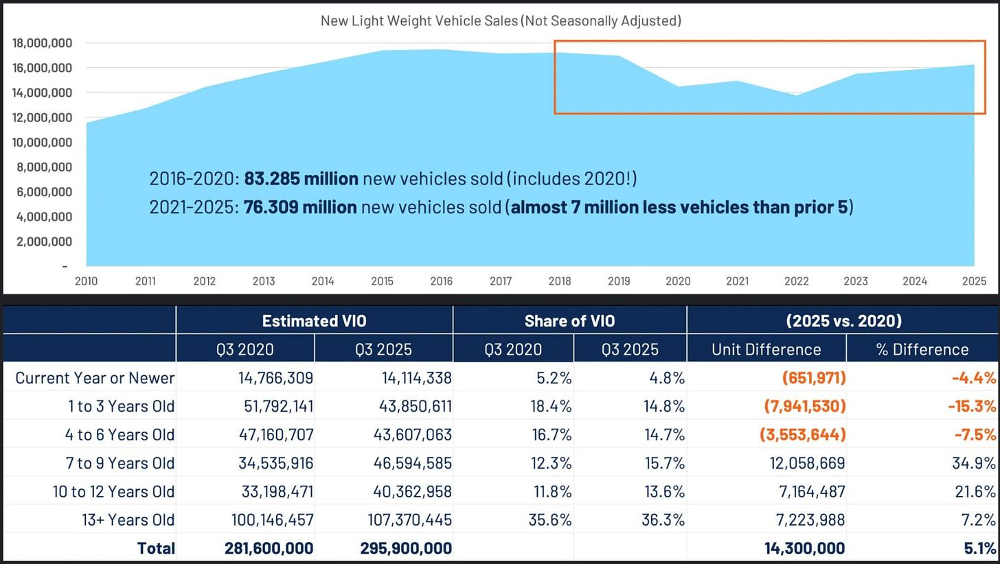 New Light Weight Vehicle Sales (Not Seasonally Adjusted)
18,000,000
16,000,000
14,000,000
12,000,000
10,000,000
8,000,000
6,000,000
4,000,000
2,000,000
-
2016-2020: 83.285 million new vehicles sold (includes 2020!)
2021-2025: 76.309 million new vehicles sold (almost 7 million less vehicles than prior 5)
2010 2011 2012 2013 2014 2015 2016 2017 2018 2019 2020 2021 2022 2023 2024 2025
Estimated VIO Share of VIO (2025 vs. 2020)
Q3 2020 Q3 2025 Q3 2020 Q3 2025 Unit Difference % Difference
Current Year or Newer 14,766,309 14,114,338 5.2% 4.8% (651,971) -4.4%
1 to 3 Years Old 51,792,141 43,850,611 18.4% 14.8% (7,941,530) -15.3%
4 to 6 Years Old 47,160,707 43,607,063 16.7% 14.7% (3,553,644) -7.5%
7 to 9 Years Old 34,535,916 46,594,585 12.3% 15.7% 12,058,669 34.9%
10 to 12 Years Old 33,198,471 40,362,958 11.8% 13.6% 7,164,487 21.6%
13+ Years Old 100,146,457 107,370,445 35.6% 36.3% 7,223,988 7.2%
Total 281,600,000 295,900,000 14,300,000 5.1%